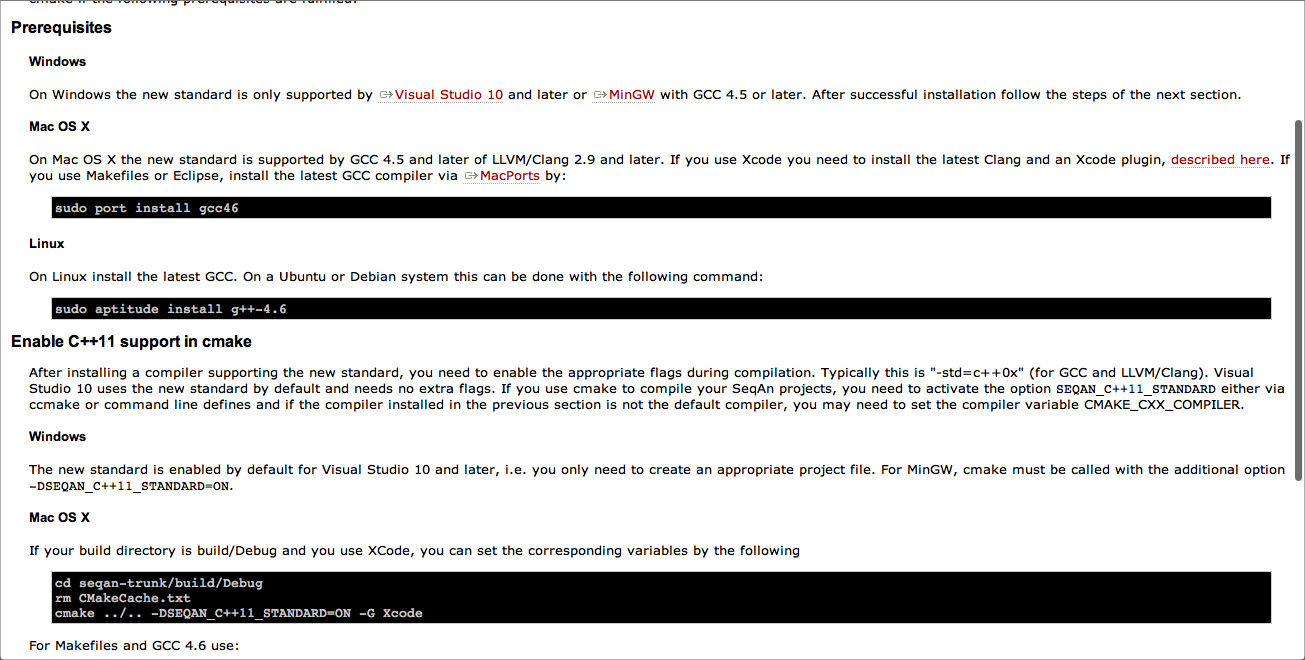 cmake if the following prerequisites are fulfilled.
Prerequisites
Windows
On Windows the new standard is only supported by Visual Studio 10 and later or MinGW with GCC 4.5 or later. After successful installation follow the steps of the next section.
Mac OS X
On Mac OS X the new standard is supported by GCC 4.5 and later of LLVM/Clang 2.9 and later. If you use Xcode you need to install the latest Clang and an Xcode plugin, described here. If
you use Makefiles or Eclipse, install the latest GCC compiler via MacPorts by:
sudo port install gcc46
Linux
On Linux install the latest GCC. On a Ubuntu or Debian system this can be done with the following command:
sudo aptitude install g++-4.6
Enable C++11 support in cmake
After installing a compiler supporting the new standard, you need to enable the appropriate flags during compilation. Typically this is "-std=c++0x" (for GCC and LLVM/Clang). Visual
Studio 10 uses the new standard by default and needs no extra flags. If you use cmake to compile your SeqAn projects, you need to activate the option SEQAN_C++11_STANDARD either via
ccmake or command line defines and if the compiler installed in the previous section is not the default compiler, you may need to set the compiler variable CMAKE_CXX_COMPILER.
Windows
The new standard is enabled by default for Visual Studio 10 and later, i.e. you only need to create an appropriate project file. For MinGW, cmake must be called with the additional option
-DSEQAN_C++11_STANDARD=ON.
Mac OS X
If your build directory is build/Debug and you use XCode, you can set the corresponding variables by the following
cd seqan-trunk/build/Debug
rm CMakeCache.txt
cmake ../.. -DSEQAN_C++11_STANDARD=ON -G Xcode
For Makefiles and GCC 4.6 use: